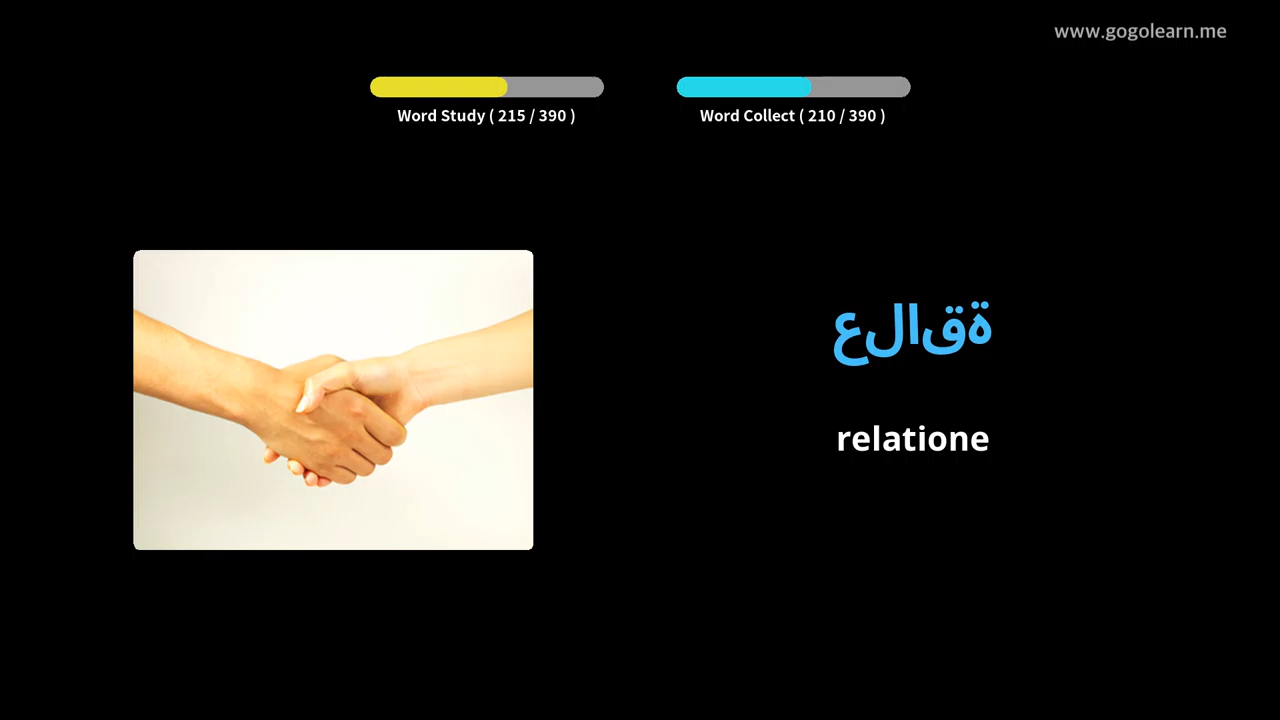 www.gogolearn.me
Word Study ( 215 / 390 )
Word Collect ( 210 / 390 )
علاقة
relatione